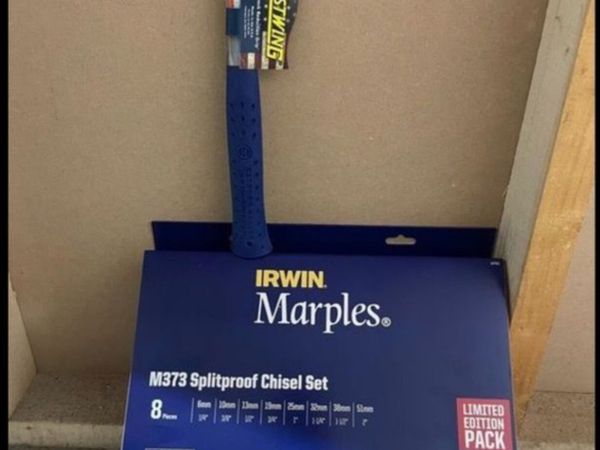 ESTWING
IRWIN.
Marples®
M373 Splitproof Chisel Set
8 Pieces
6mm 10mm 13mm 19mm 25mm 32mm 38mm 51mm
1/4" 3/8" 1/2" 3/4" 1" 1-1/4" 1-1/2" 2"
LIMITED
EDITION
PACK